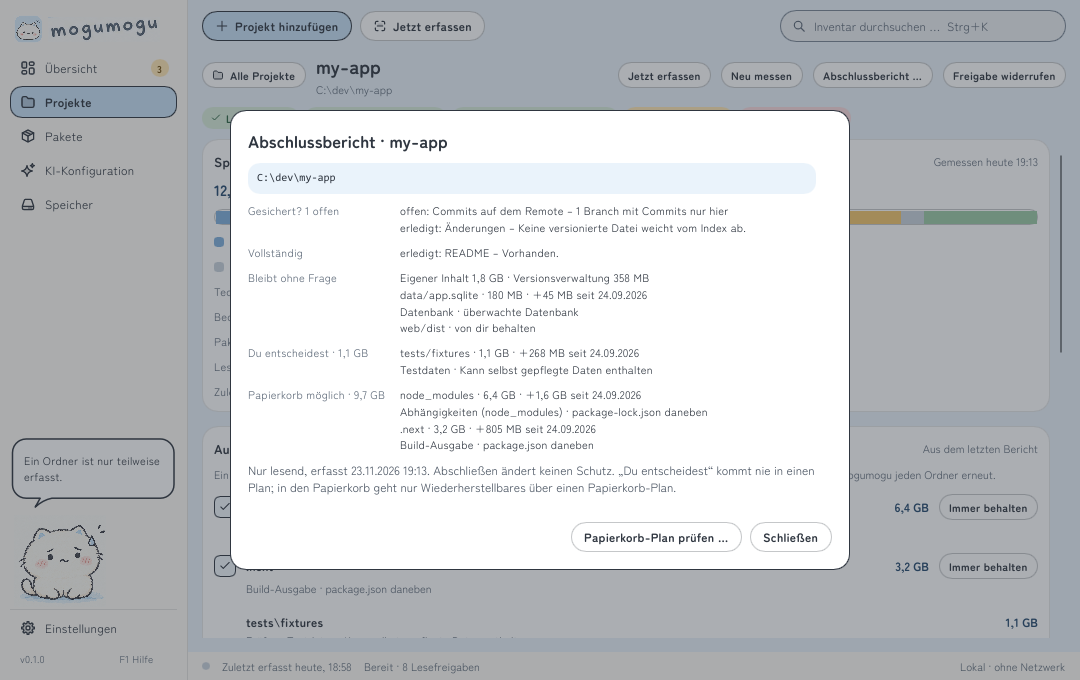 mogumogu
Projekt hinzufügen
Jetzt erfassen
Inventar durchsuchen … Strg+K
Übersicht
3
Projekte
Pakete
KI-Konfiguration
Speicher
Alle Projekte
my-app
C:\dev\my-app
Jetzt erfassen
Neu messen
Abschlussbericht …
Freigabe widerrufen
Gemessen heute 19:13
Abschlussbericht · my-app
C:\dev\my-app
Gesichert? 1 offen
offen: Commits auf dem Remote – 1 Branch mit Commits nur hier
erledigt: Änderungen – Keine versionierte Datei weicht vom Index ab.
Vollständig
erledigt: README – Vorhanden.
Bleibt ohne Frage
Eigener Inhalt 1,8 GB · Versionsverwaltung 358 MB
data/app.sqlite · 180 MB · +45 MB seit 24.09.2026
Datenbank · überwachte Datenbank
web/dist · von dir behalten
Du entscheidest · 1,1 GB
tests/fixtures · 1,1 GB · +268 MB seit 24.09.2026
Testdaten · Kann selbst gepflegte Daten enthalten
Papierkorb möglich · 9,7 GB
node_modules · 6,4 GB · +1,6 GB seit 24.09.2026
Abhängigkeiten (node_modules) · package-lock.json daneben
.next · 3,2 GB · +805 MB seit 24.09.2026
Build-Ausgabe · package.json daneben
Nur lesend, erfasst 23.11.2026 19:13. Abschließen ändert keinen Schutz. „Du entscheidest“ kommt nie in einen
Plan; in den Papierkorb geht nur Wiederherstellbares über einen Papierkorb-Plan.
Papierkorb-Plan prüfen …
Schließen
Aus dem letzten Bericht
jeden Ordner erneut.
6,4 GB
Immer behalten
3,2 GB
Immer behalten
Build-Ausgabe · package.json daneben
tests\fixtures
1,1 GB
Ein Ordner ist nur teilweise
erfasst.
Einstellungen
v0.1.0
F1 Hilfe
Zuletzt erfasst heute, 18:58
Bereit · 8 Lesefreigaben
Lokal · ohne Netzwerk